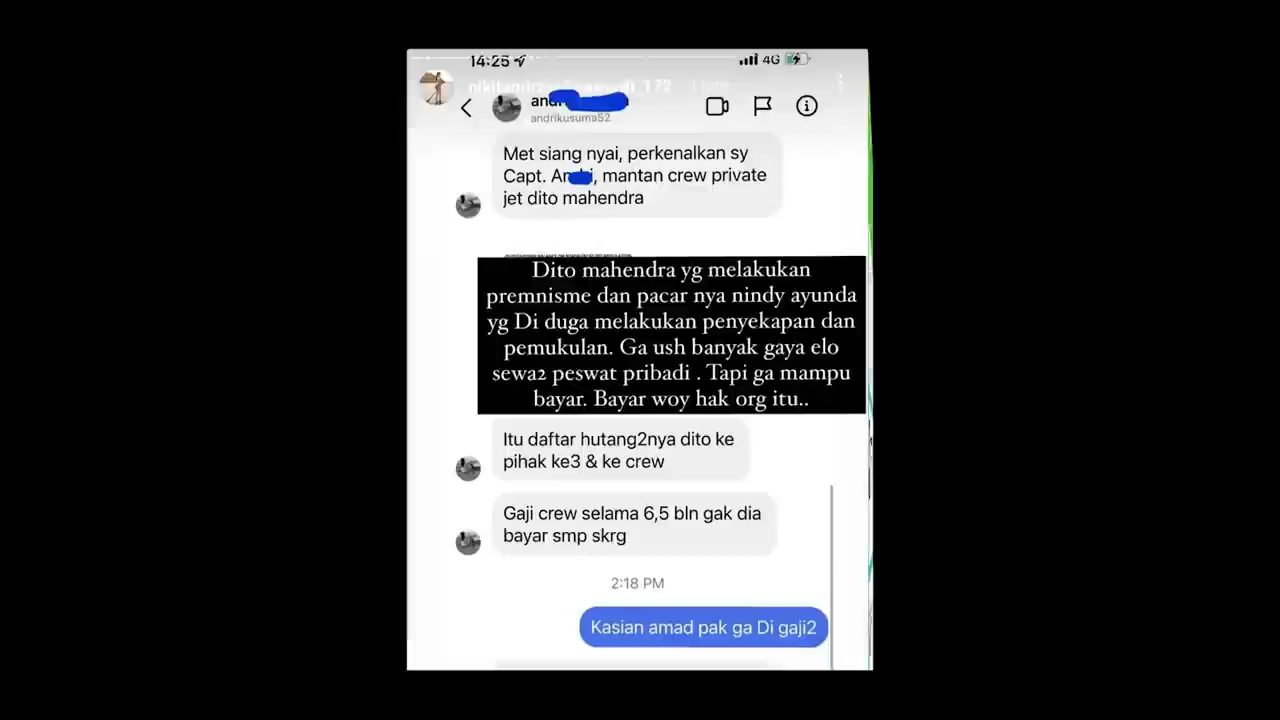 14:25
4G
andrikusuma52
Met siang nyai, perkenalkan sy
Capt. , mantan crew private
jet dito mahendra
Dito mahendra yg melakukan
premnisme dan pacar nya nindy ayunda
yg Di duga melakukan penyekapan dan
pemukulan. Ga ush banyak gaya elo
sewa2 peswat pribadi . Tapi ga mampu
bayar. Bayar woy hak org itu..
Itu daftar hutang2nya dito ke
pihak ke3 & ke crew
Gaji crew selama 6,5 bln gak dia
bayar smp skrg
2:18 PM
Kasian amad pak ga Di gaji2